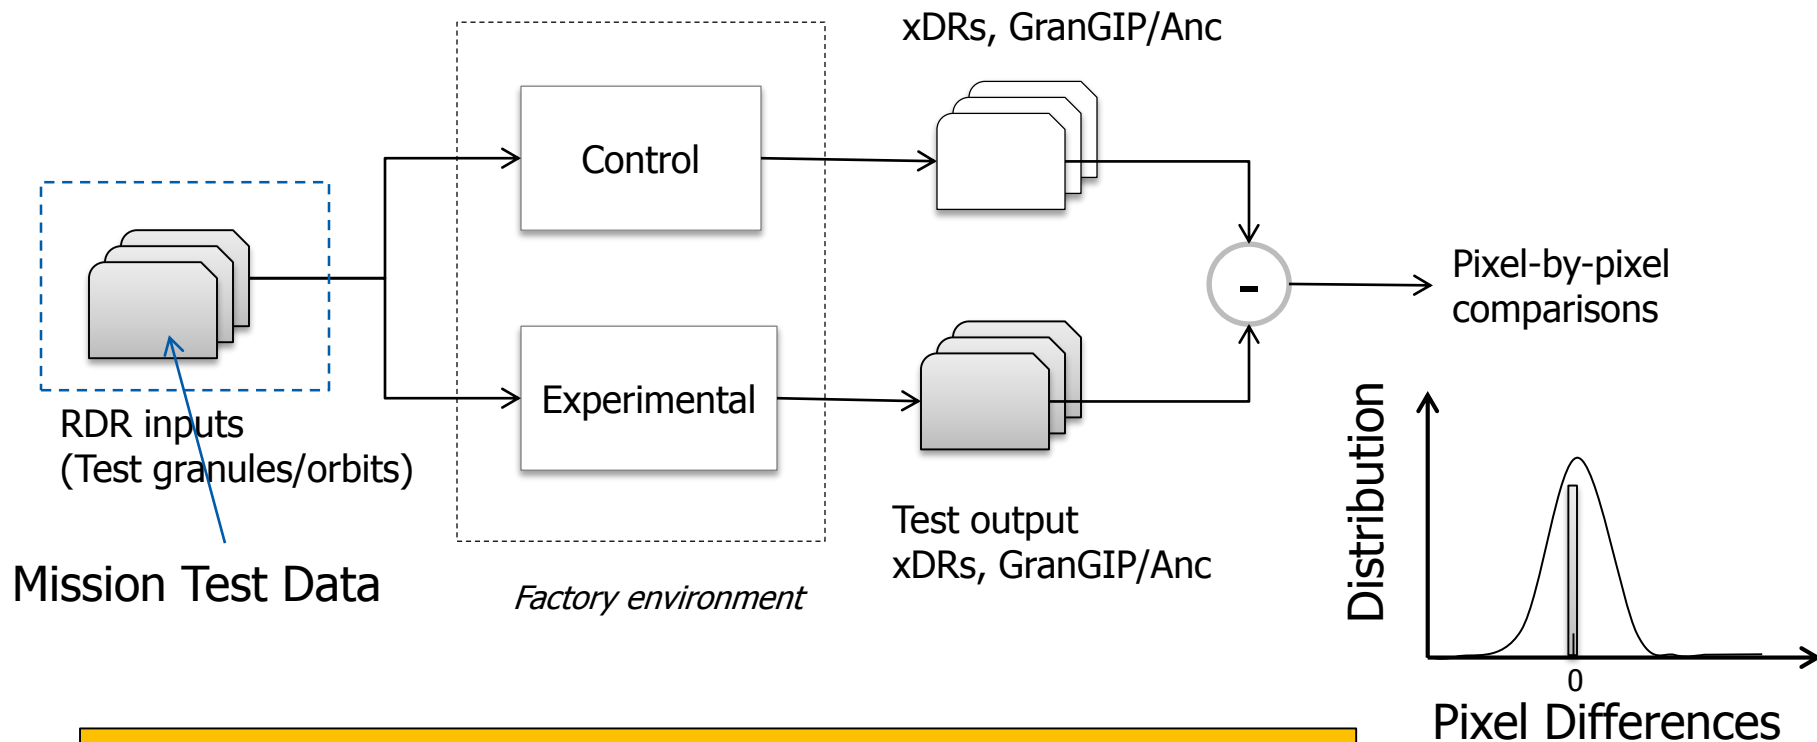 xDRs, GranGIP/Anc
Control
Experimental
RDR inputs
(Test granules/orbits)
Mission Test Data
Factory environment
Test output
xDRs, GranGIP/Anc
-
Pixel-by-pixel
comparisons
Distribution
0
Pixel Differences